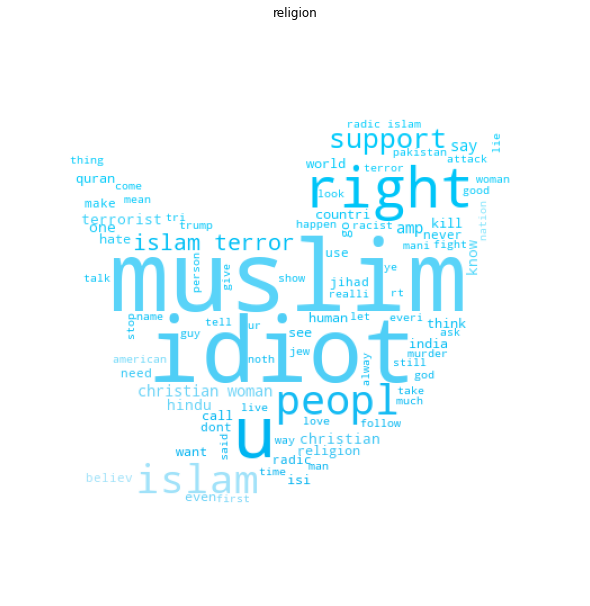 religion
radic islam
support
say
lie
pakistan
thing
world
terror
attack
right
quran
come
look
woman
good
make
mean
countri
terrorist
tri
one
trump
happen
go
racist
amp
kill
never
nation
hate
islam terror
use
mani
fight
know
muslim
talk
person
give
show
ye
jihad
realli
rt
stop
name
tell
ur
human
let
everi
think
idiot
guy
see
ask
india
american
noth
jew
alway
murder
still
need
god
christian woman
peopl
take
much
hindu
live
call
love
follow
dont
u
said
way
christian
want
religion
radic
man
islam
time
isi
believ
even
first